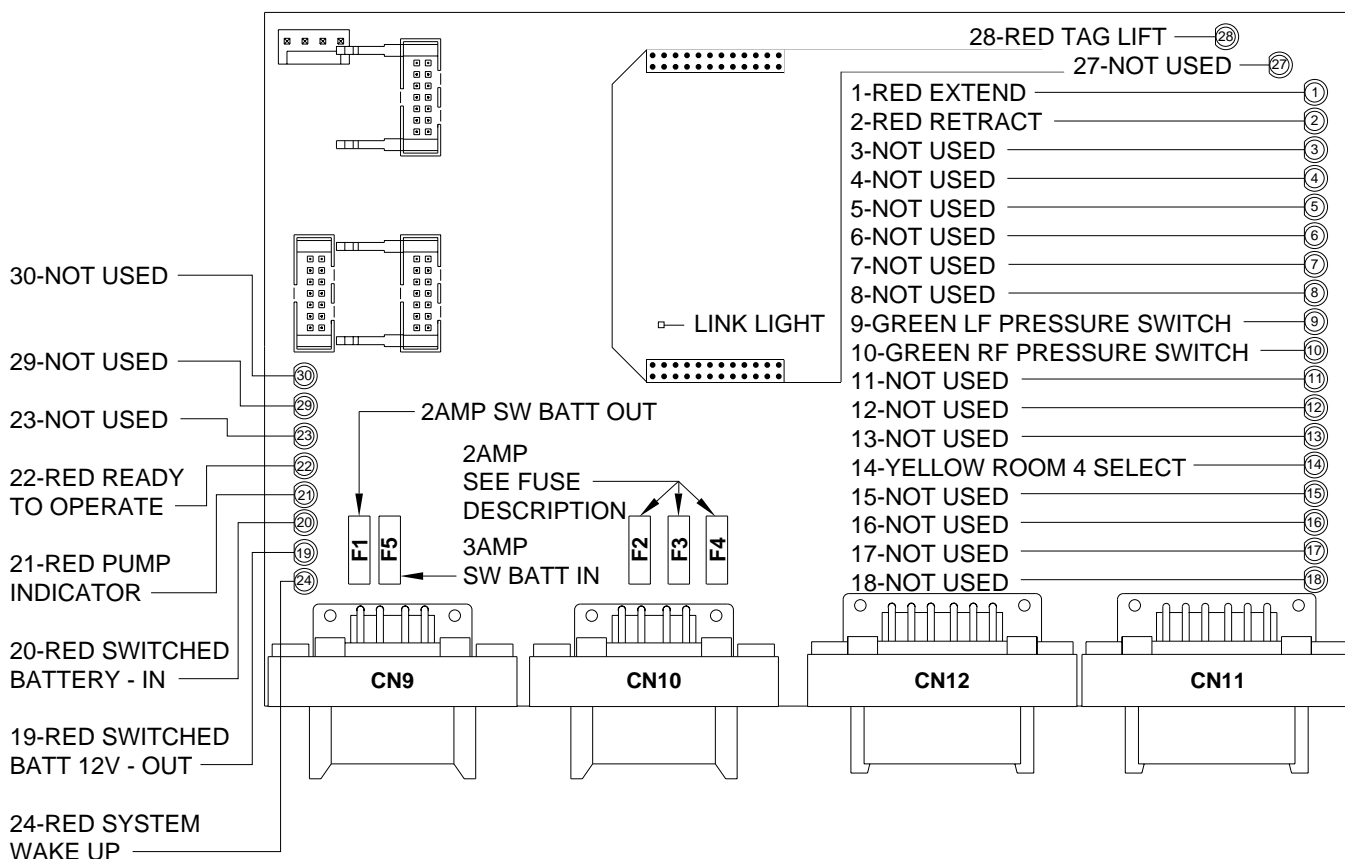 28-RED TAG LIFT
28
27-NOT USED
27
1-RED EXTEND
1
2-RED RETRACT
2
3-NOT USED
3
4-NOT USED
4
5-NOT USED
5
6-NOT USED
6
7-NOT USED
7
8-NOT USED
8
LINK LIGHT
9-GREEN LF PRESSURE SWITCH
9
10-GREEN RF PRESSURE SWITCH
10
11-NOT USED
11
12-NOT USED
12
13-NOT USED
13
14-YELLOW ROOM 4 SELECT
14
15-NOT USED
15
16-NOT USED
16
17-NOT USED
17
18-NOT USED
18
30-NOT USED
30
29-NOT USED
29
23-NOT USED
23
22-RED READY
TO OPERATE
22
21-RED PUMP
INDICATOR
21
20-RED SWITCHED
BATTERY - IN
20
19-RED SWITCHED
BATT 12V - OUT
19
24-RED SYSTEM
WAKE UP
24
2AMP SW BATT OUT
2AMP
SEE FUSE
DESCRIPTION
3AMP
SW BATT IN
F1
F5
F2
F3
F4
CN9
CN10
CN12
CN11